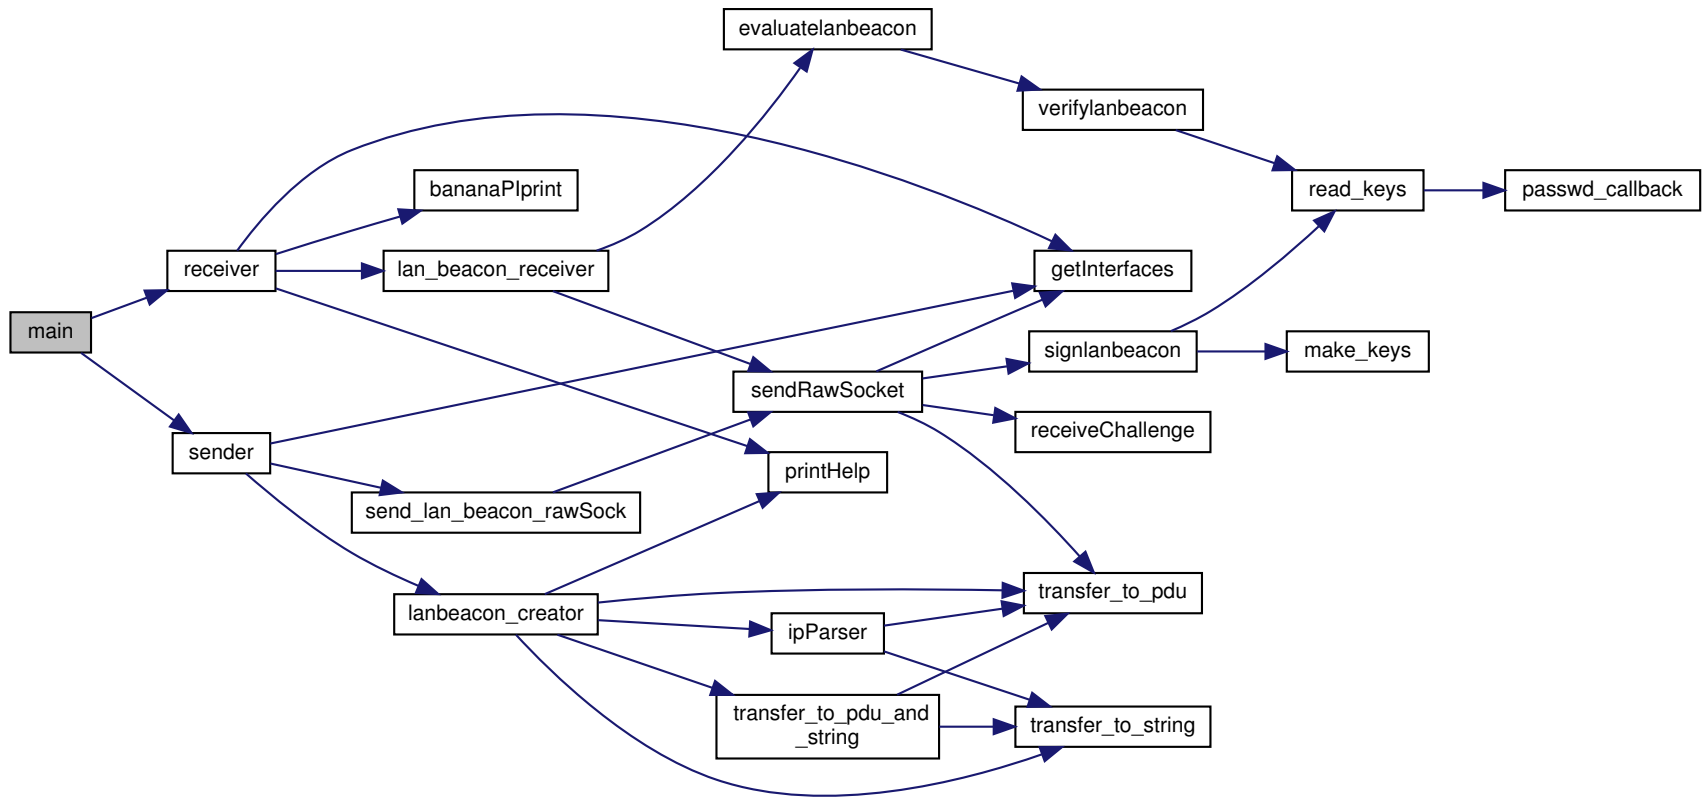 evaluatelanbeacon
verifylanbeacon
bananaPIprint
read_keys
passwd_callback
receiver
lan_beacon_receiver
getInterfaces
main
signlanbeacon
make_keys
sendRawSocket
receiveChallenge
sender
printHelp
send_lan_beacon_rawSock
transfer_to_pdu
lanbeacon_creator
ipParser
transfer_to_pdu_and
_string
transfer_to_string